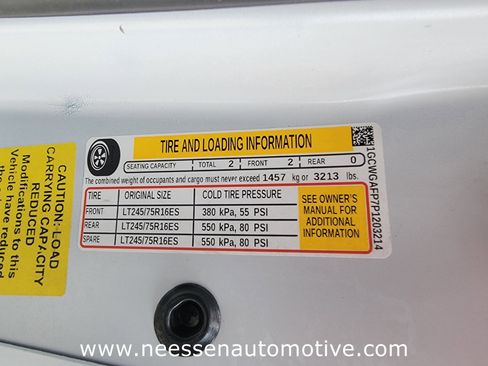 TIRE AND LOADING INFORMATION
SEATING CAPACITY TOTAL 2 FRONT 2 REAR 0
The combined weight of occupants and cargo must never exceed 1457 kg or 3213 lbs.
TIRE ORIGINAL SIZE COLD TIRE PRESSURE
FRONT LT245/75R16ES 380 kPa, 55 PSI
REAR LT245/75R16ES 550 kPa, 80 PSI
SPARE LT245/75R16ES 550 kPa, 80 PSI
SEE OWNER'S
MANUAL FOR
ADDITIONAL
INFORMATION
1GCWGAFP7P1203214
CAUTION: LOAD
CARRYING CAPACITY
REDUCED
Modifications to this
Vehicle have reduced
www.neessenautomotive.com